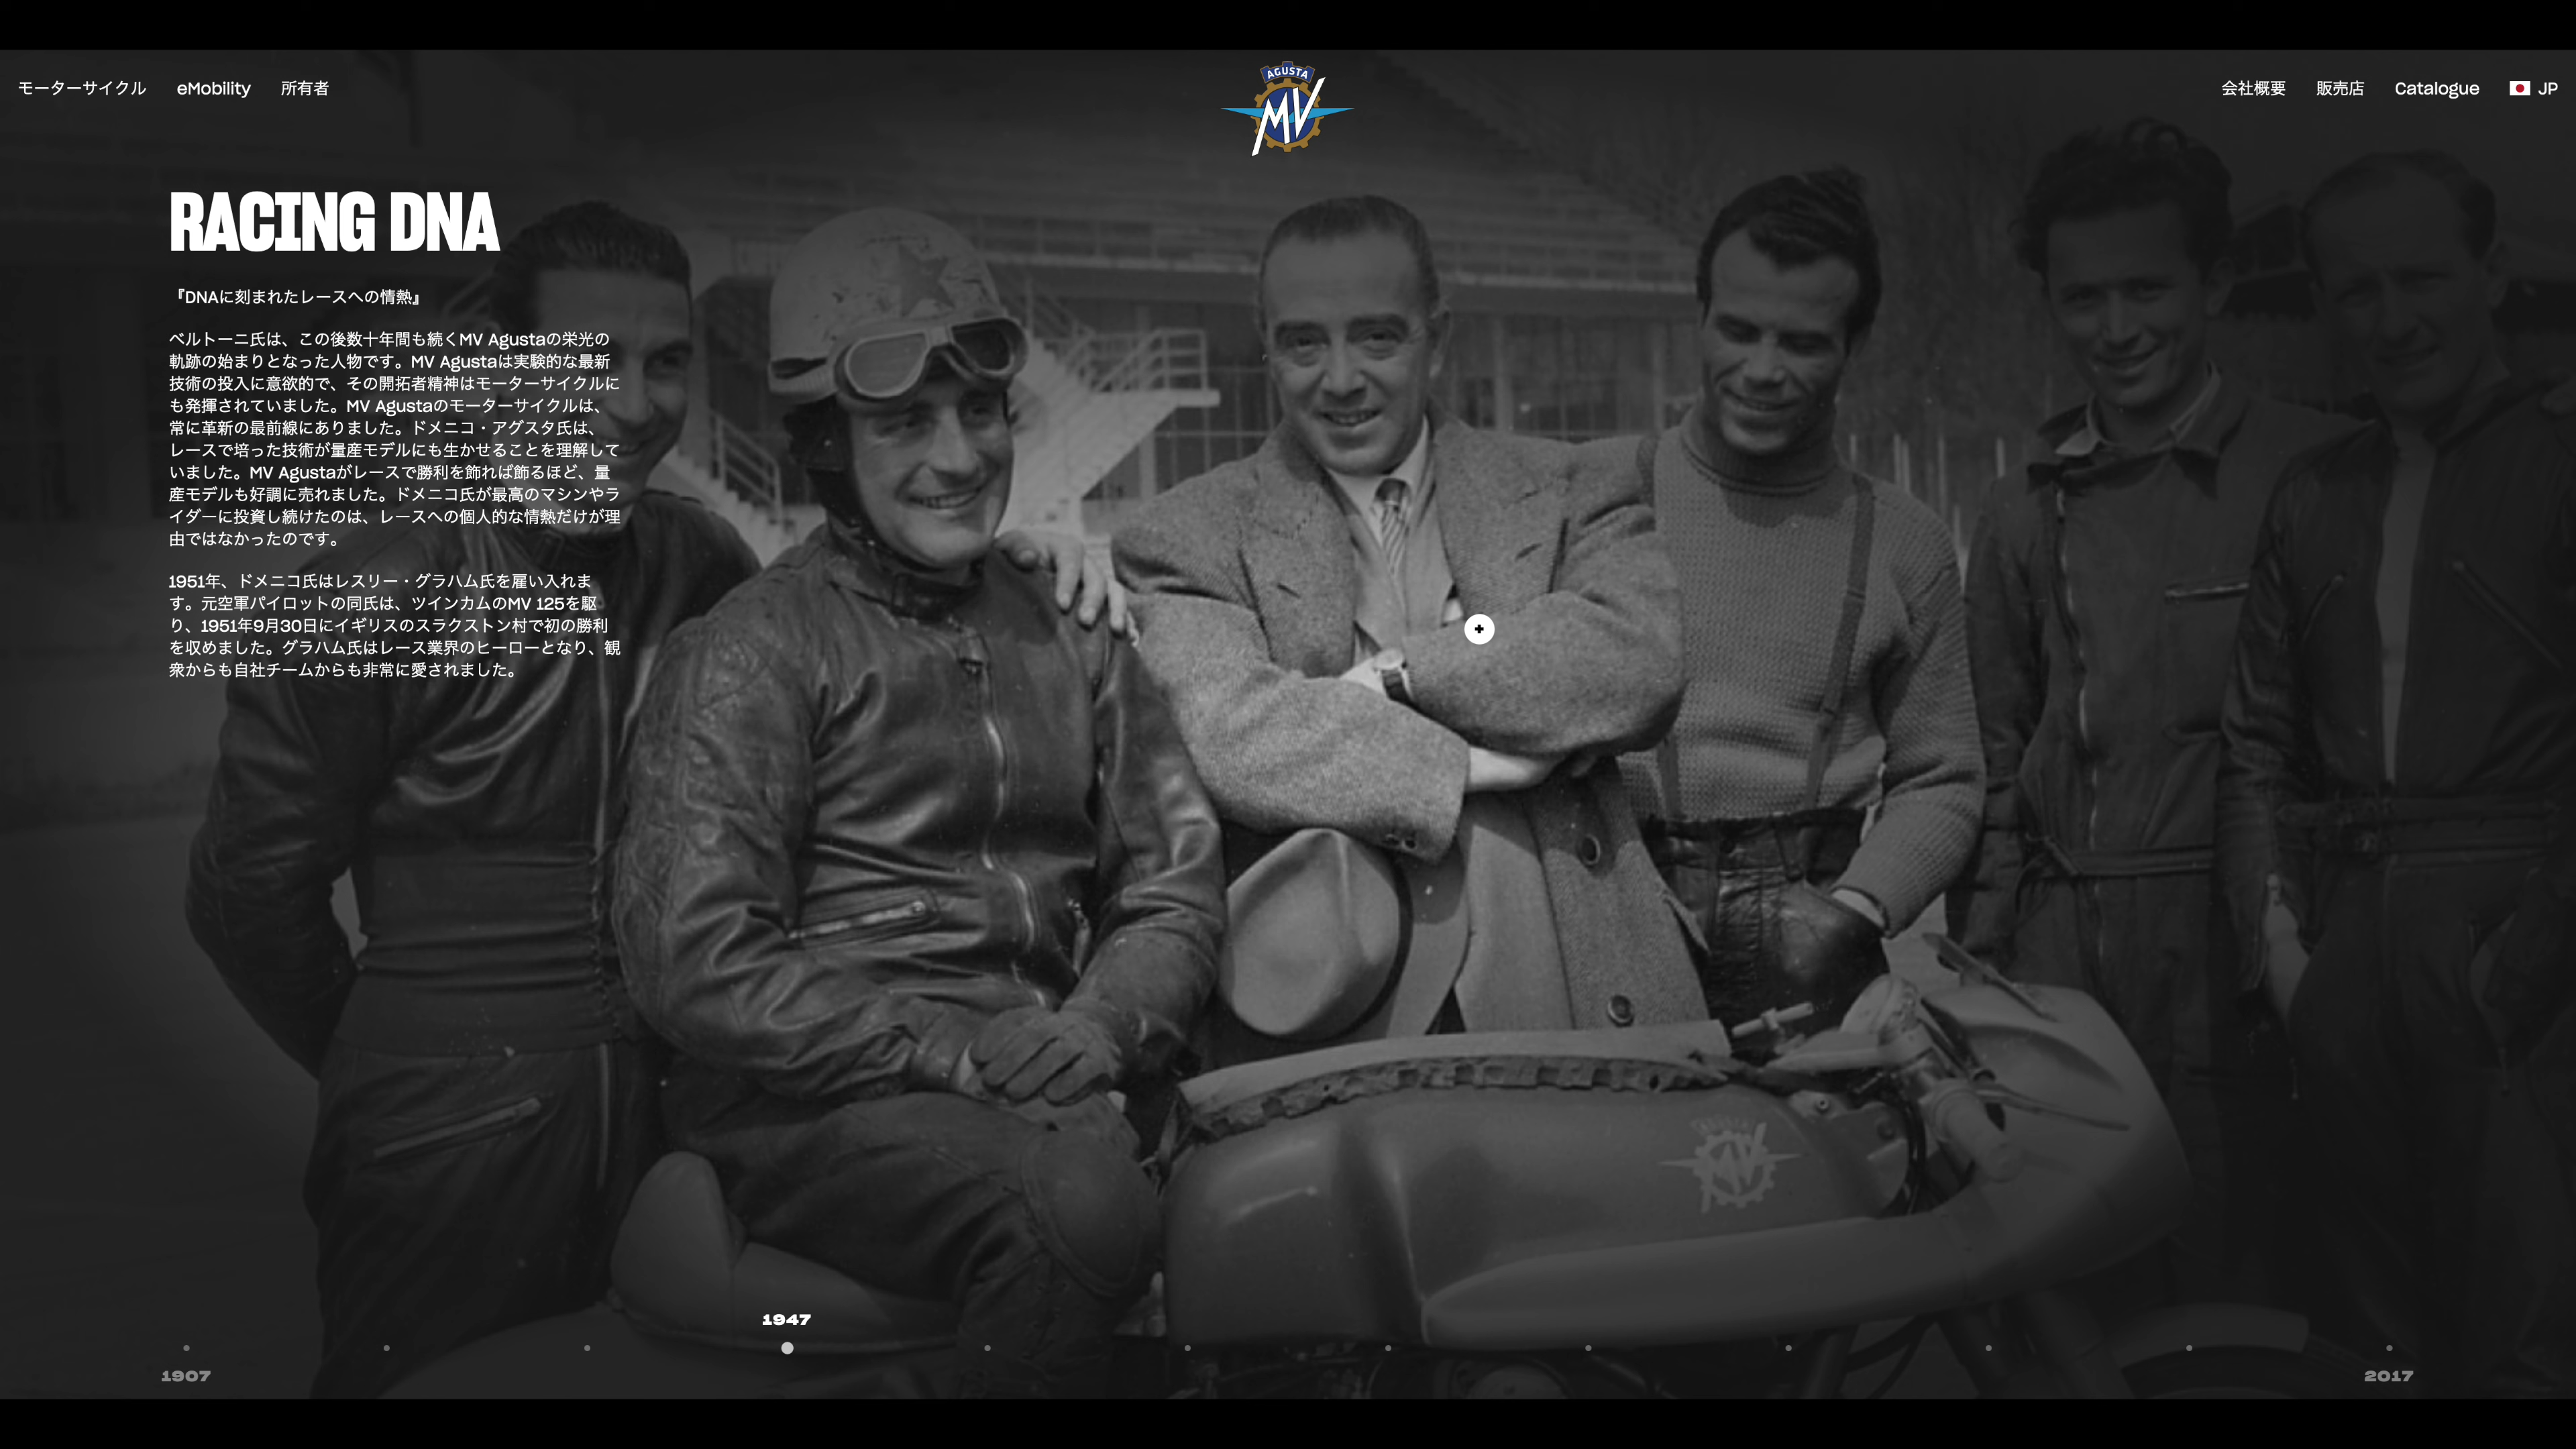 モーターサイクル eMobility 所有者
AGUSTA
MV
会社概要 販売店 Catalogue JP
RACING DNA
『DNAに刻まれたレースへの情熱』
ベルトーニ氏は、この後数十年間も続くMV Agustaの栄光の
軌跡の始まりとなった人物です。MV Agustaは実験的な最新
技術の投入に意欲的で、その開拓者精神はモーターサイクルに
も発揮されていました。MV Agustaのモーターサイクルは、
常に革新の最前線にありました。ドメニコ・アグスタ氏は、
レースで培った技術が量産モデルにも生かせることを理解して
いました。MV Agustaがレースで勝利を飾れば飾るほど、量
産モデルも好調に売れました。ドメニコ氏が最高のマシンやラ
イダーに投資し続けたのは、レースへの個人的な情熱だけが理
由ではなかったのです。
1951年、ドメニコ氏はレスリー・グラハム氏を雇い入れま
す。元空軍パイロットの同氏は、ツインカムのMV 125を駆
り、1951年9月30日にイギリスのスラクストン村で初の勝利
を収めました。グラハム氏はレース業界のヒーローとなり、観
衆からも自社チームからも非常に愛されました。
MV
1947
1907
2017